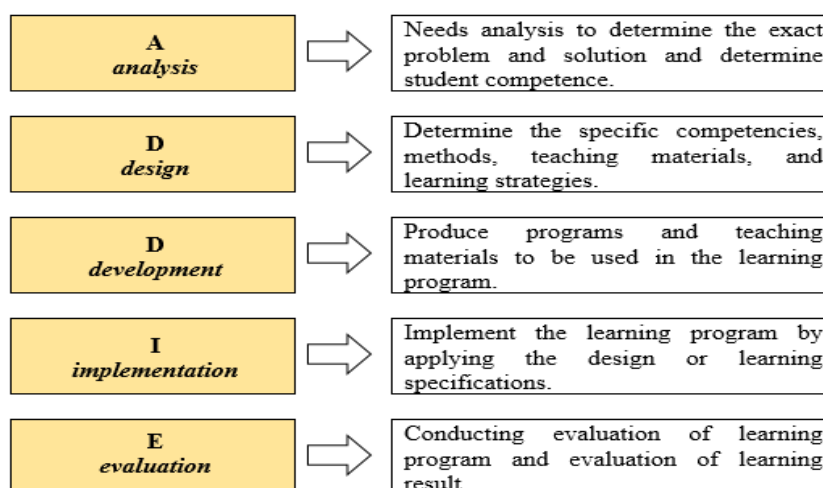 A
analysis
Needs analysis to determine the exact
problem and solution and determine
student competence.
D
design
Determine the specific competencies,
methods, teaching materials, and
learning strategies.
D
development
Produce programs and teaching
materials to be used in the learning
program.
I
implementation
Implement the learning program by
applying the design or learning
specifications.
E
evaluation
Conducting evaluation of learning
program and evaluation of learning
result